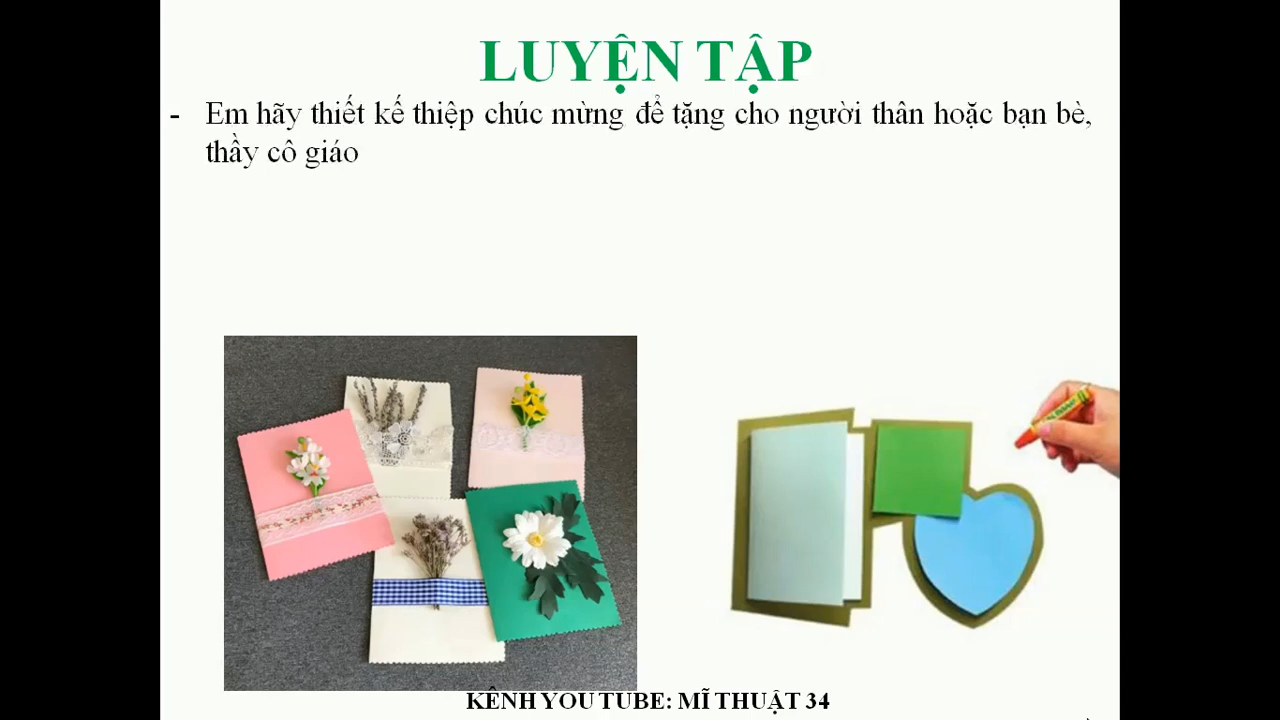 LUYỆN TẬP
- Em hãy thiết kế thiệp chúc mừng để tặng cho người thân hoặc bạn bè,
thầy cô giáo
KÊNH YOU TUBE: MĨ THUẬT 34